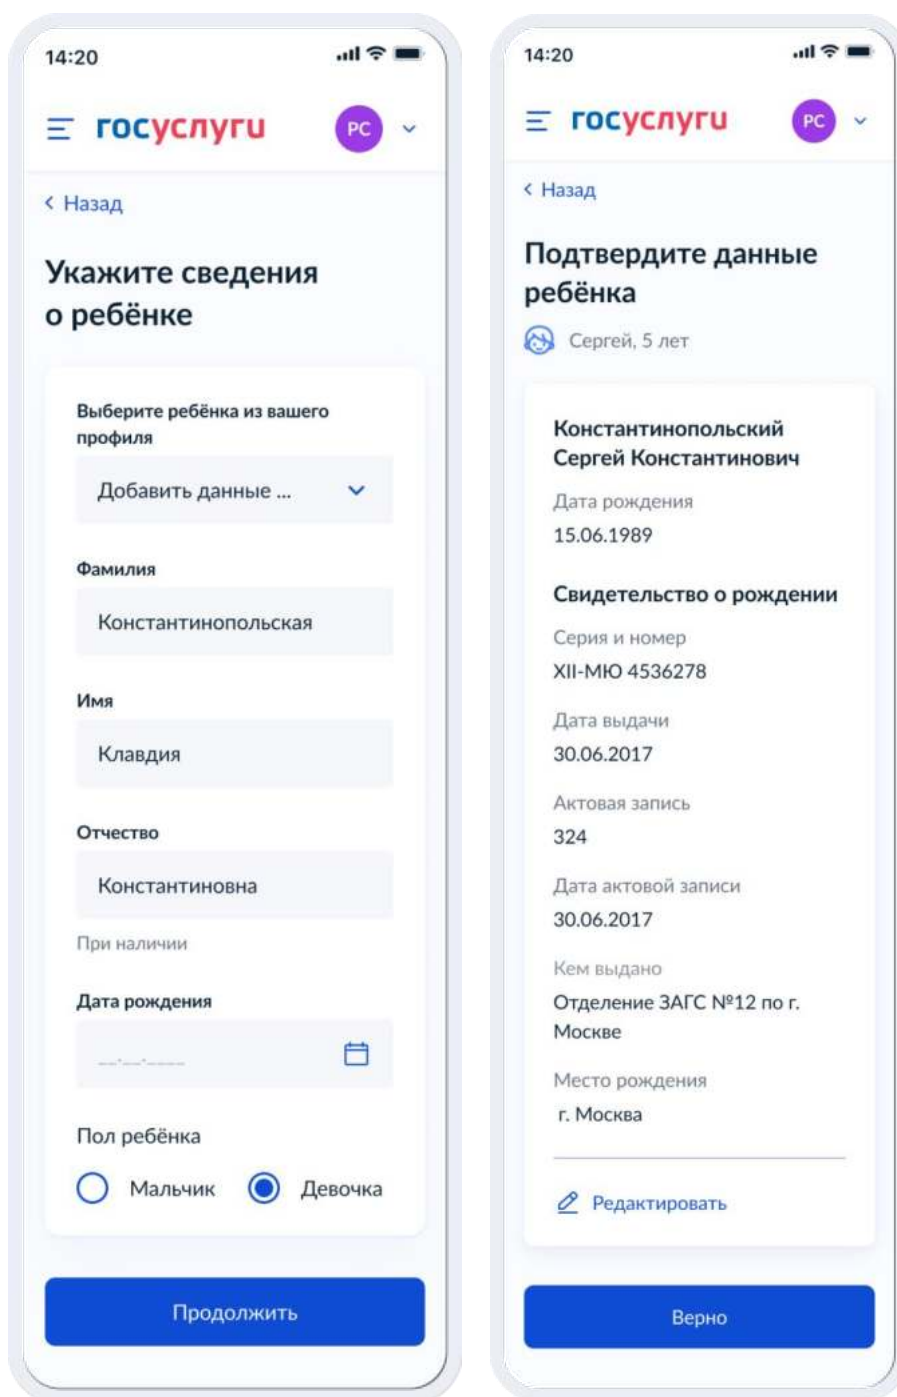 14:20
госуслуги
РС
Назад
Укажите сведения
о ребёнке
Выберите ребёнка из вашего
профиля
Добавить данные ...
Фамилия
Константинопольская
Имя
Клавдия
Отчество
Константиновна
При наличии
Дата рождения
__.__.____
Пол ребёнка
Мальчик Девочка
Продолжить
14:20
госуслуги
РС
Назад
Подтвердите данные
ребёнка
Сергей, 5 лет
Константинопольский
Сергей Константинович
Дата рождения
15.06.1989
Свидетельство о рождении
Серия и номер
XII-МЮ 4536278
Дата выдачи
30.06.2017
Актовая запись
324
Дата актовой записи
30.06.2017
Кем выдано
Отделение ЗАГС №12 по г.
Москве
Место рождения
г. Москва
Редактировать
Верно